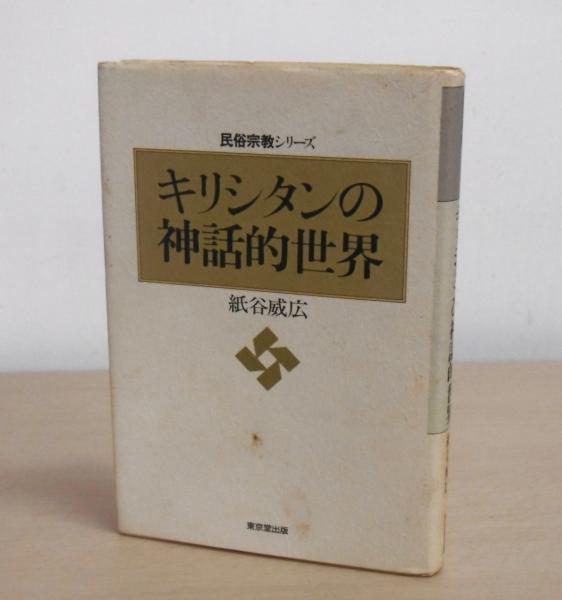 民俗宗教シリーズ
キリシタンの
神話的世界
紙谷威広
東京堂出版